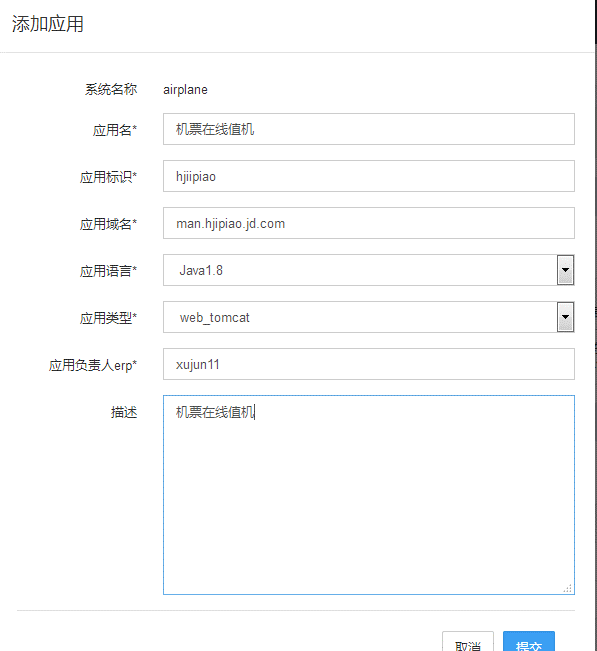 添加应用
系统名称 airplane
应用名* 机票在线值机
应用标识* hjiipiao
应用域名* man.hjipiao.jd.com
应用语言* Java1.8
应用类型* web_tomcat
应用负责人erp* xujun11
描述 机票在线值机
取消 提交